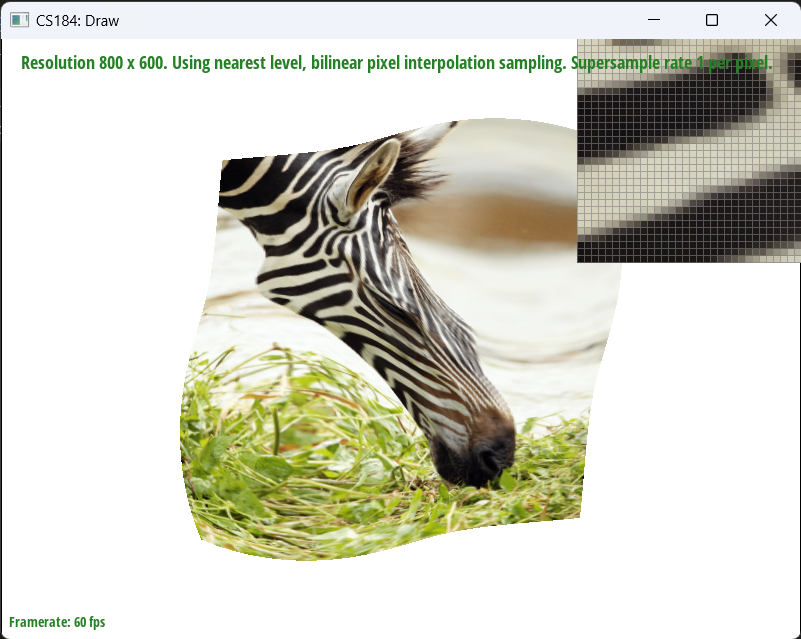 CS184: Draw
Resolution 800 x 600. Using nearest level, bilinear pixel interpolation sampling. Supersample rate 1 per pixel.
Framerate: 60 fps